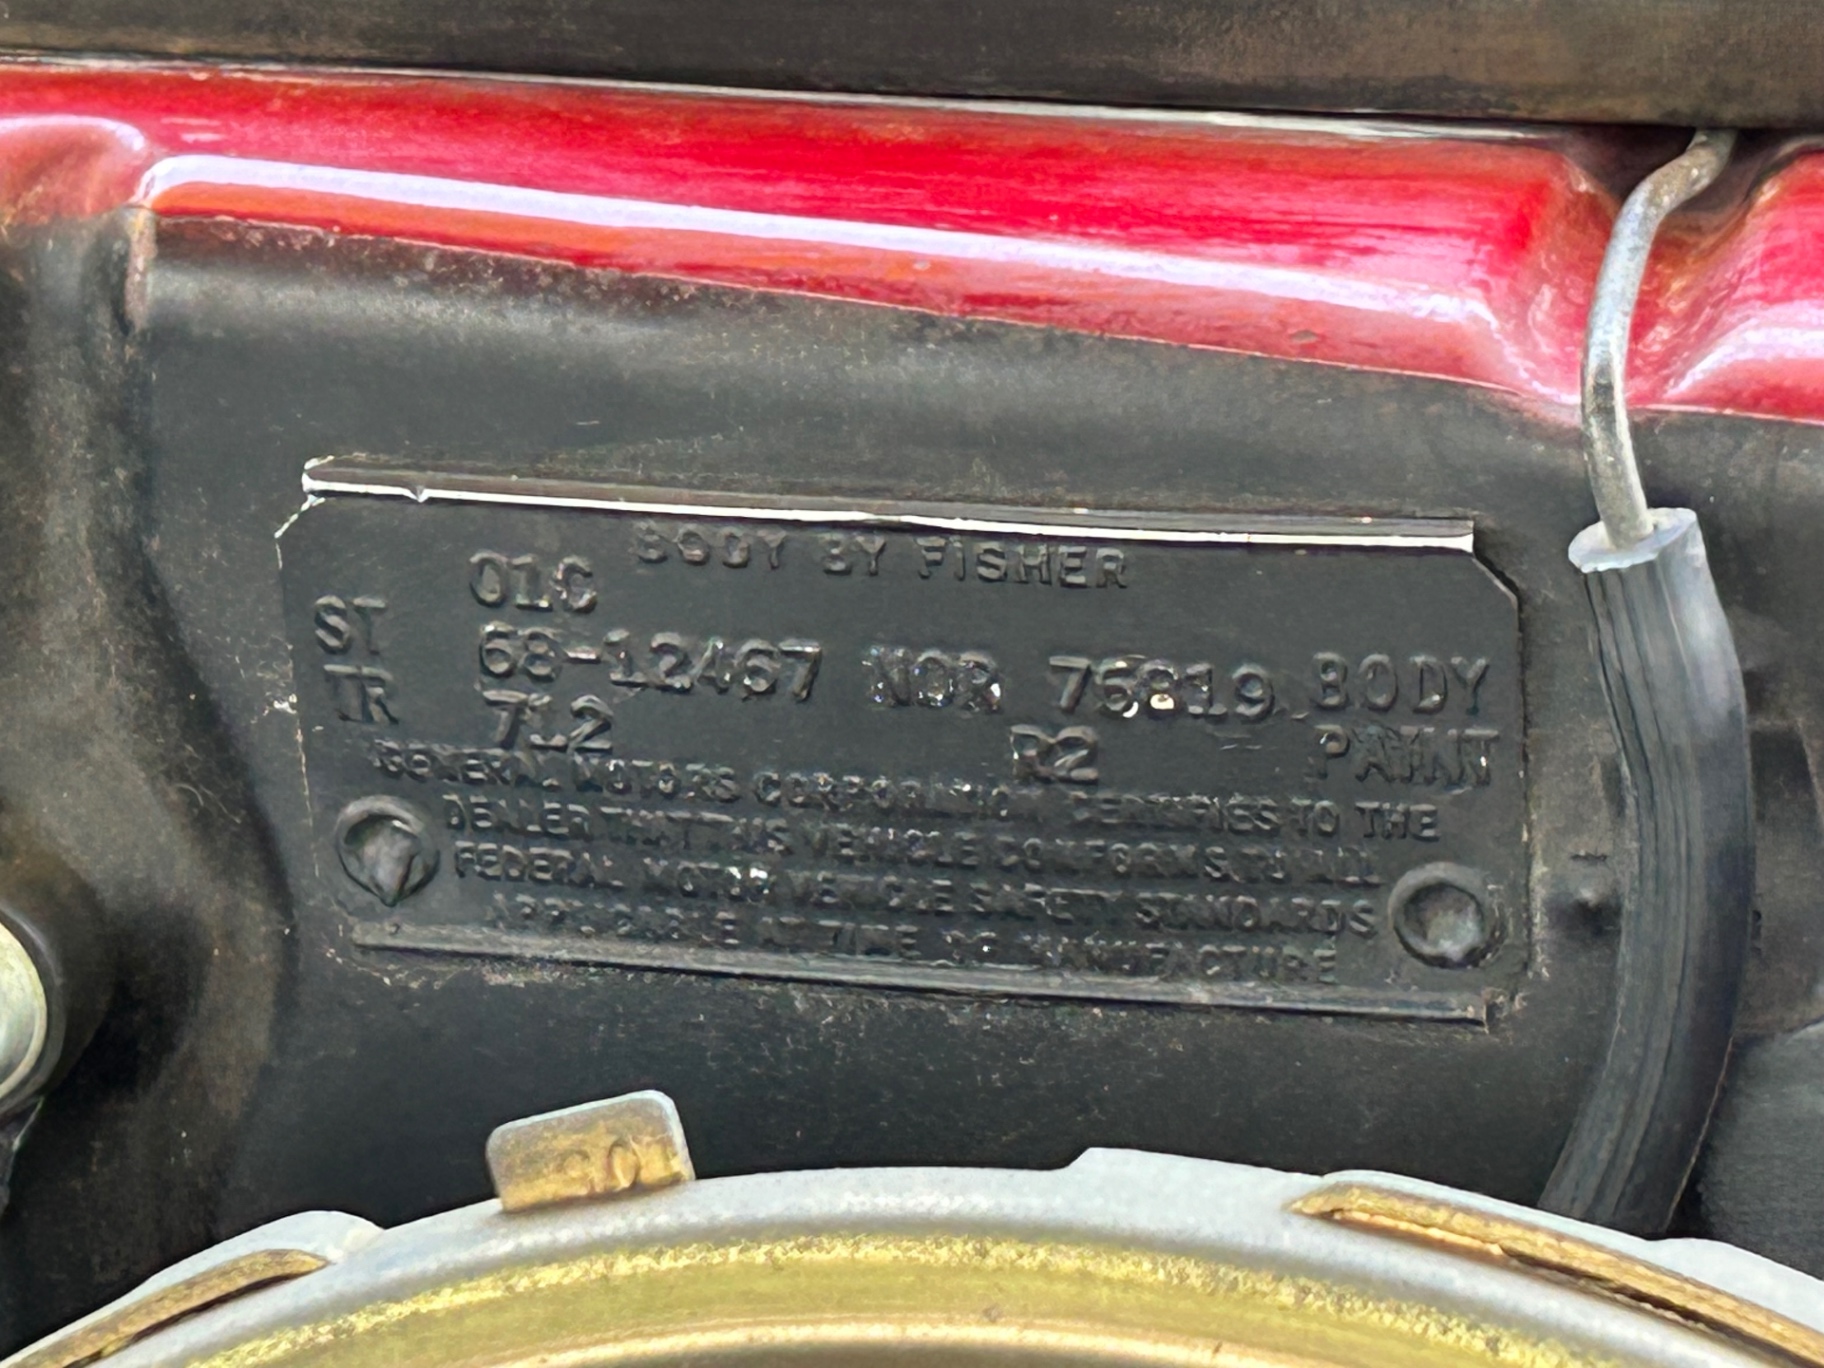 BODY BY FISHER
01C
ST 68-12467 NOR 76819 BODY
TR 712 R2 PAINT
GENERAL MOTORS CORPORATION CERTIFIES TO THE
DEALER THAT THIS VEHICLE CONFORMS TO ALL
FEDERAL MOTOR VEHICLE SAFETY STANDARDS
APPLICABLE AT TIME OF MANUFACTURE